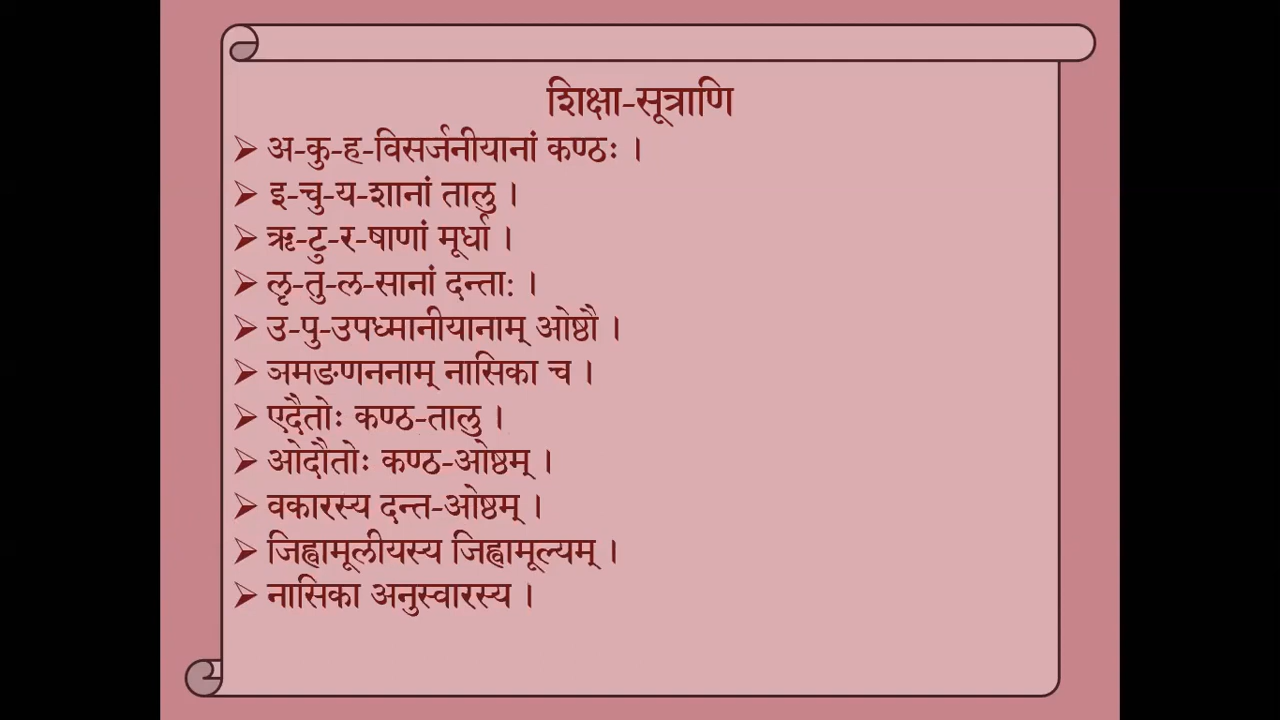 शिक्षा-सूत्राणि
➢ अ-कु-ह-विसर्जनीयानां कण्ठः ।
➢ इ-चु-य-शानां तालु ।
➢ ऋ-टु-र-षाणां मूर्धा ।
➢ लृ-तु-ल-सानां दन्ताः ।
➢ उ-पु-उपध्मानीयानाम् ओष्ठौ ।
➢ ञमङणननाम् नासिका च ।
➢ एदैतोः कण्ठ-तालु ।
➢ ओदौतोः कण्ठ-ओष्ठम् ।
➢ वकारस्य दन्त-ओष्ठम् ।
➢ जिह्वामूलीयस्य जिह्वामूल्यम् ।
➢ नासिका अनुस्वारस्य ।